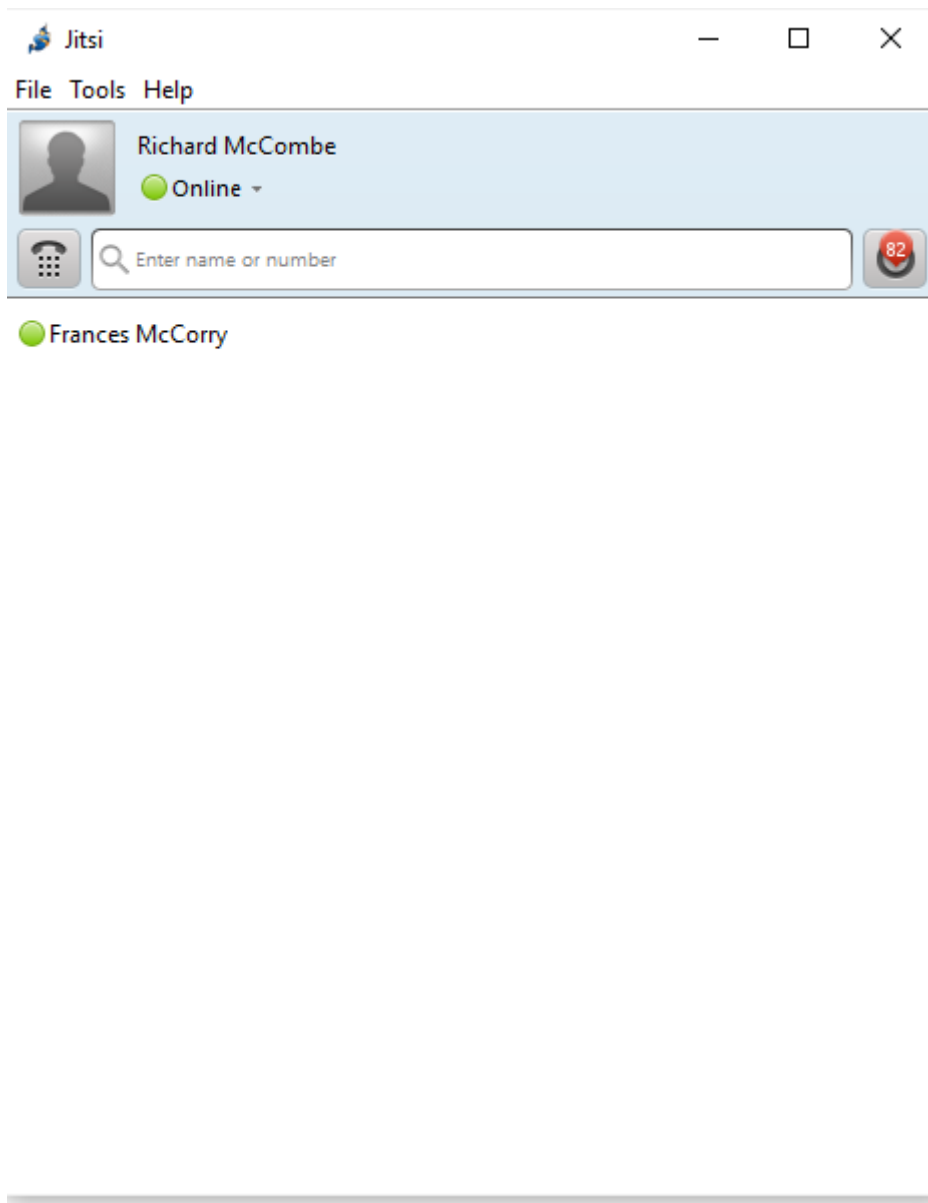 Jitsi
File Tools Help
Richard McCombe
Online
Enter name or number
82
Frances McCorry